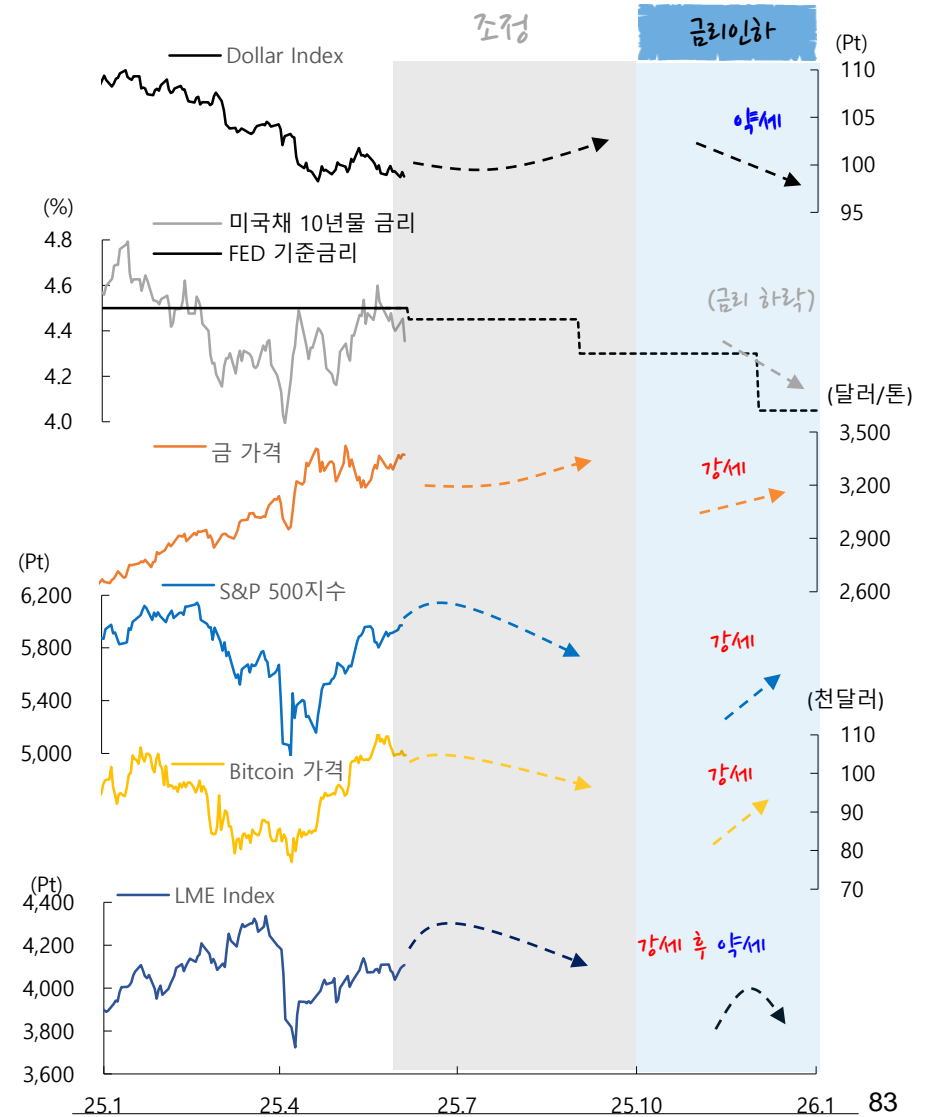 조정
금리인하
(Pt)
Dollar Index
110
105
100
95
약세
(%)
미국채 10년물 금리
FED 기준금리
4.8
4.6
4.4
4.2
4.0
(금리 하락)
(달러/톤)
금 가격
3,500
3,200
2,900
2,600
강세
(Pt)
S&P 500지수
6,200
5,800
5,400
5,000
강세
(천달러)
Bitcoin 가격
110
100
90
80
70
강세
(Pt)
LME Index
4,400
4,200
4,000
3,800
3,600
강세 후 약세
25.1
25.4
25.7
25.10
26.1
83